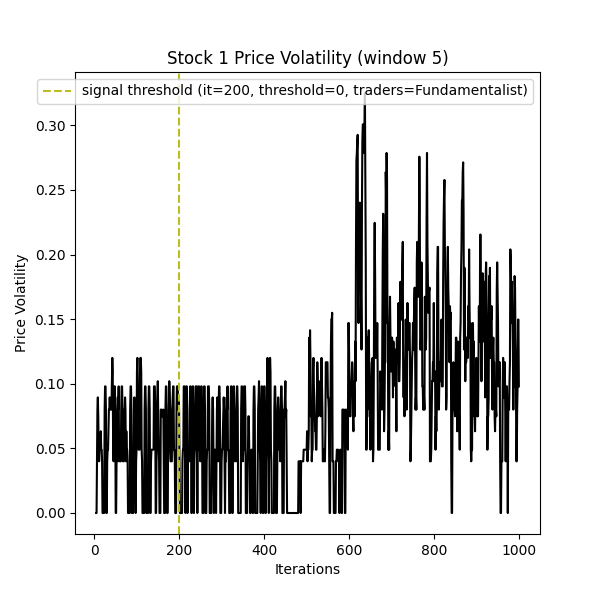 Stock 1 Price Volatility (window 5)
signal threshold (it=200, threshold=0, traders=Fundamentalist)
0.30
0.25
0.20
0.15
0.10
0.05
0.00
Price Volatility
0 200 400 600 800 1000
Iterations